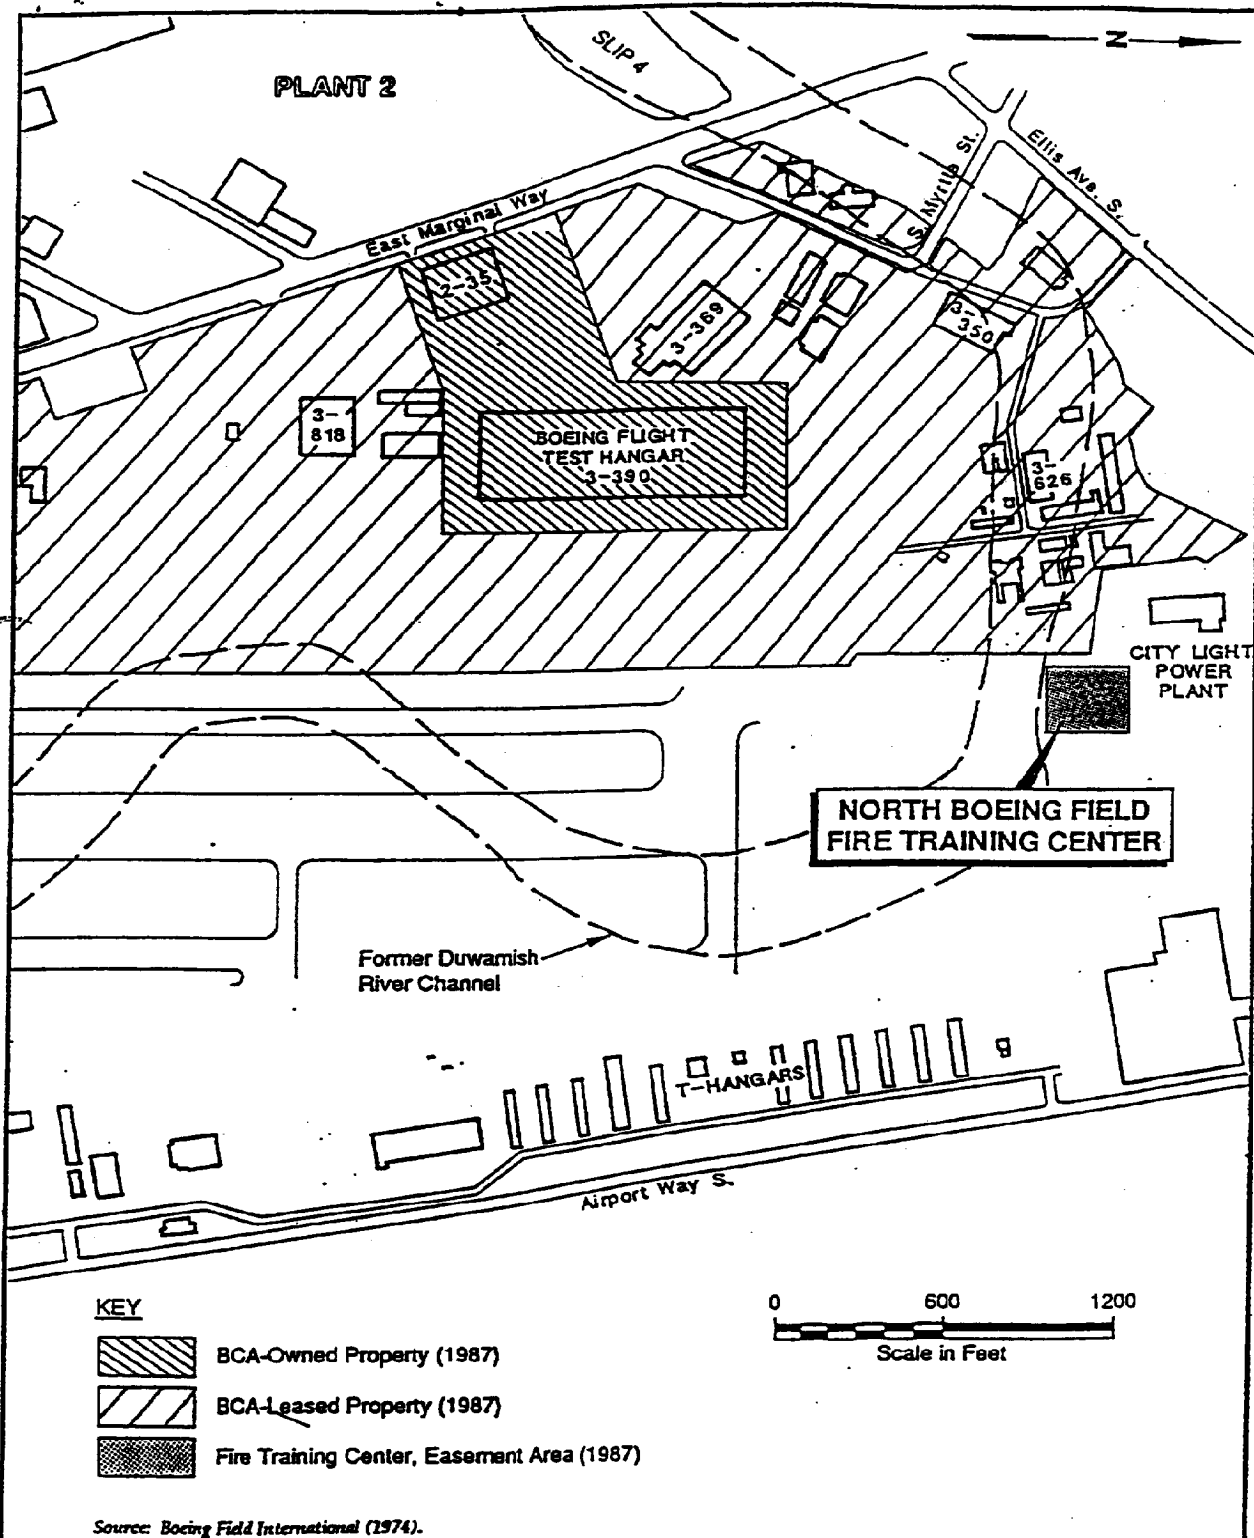 SLIP 4
N
PLANT 2
Ellis Ave. S.
S. Myrtle St.
East Marginal Way
2-35
3-369
3-
350
3-
818
BOEING FLIGHT
TEST HANGAR
3-390
3-
626
CITY LIGHT
POWER
PLANT
NORTH BOEING FIELD
FIRE TRAINING CENTER
Former Duwamish
River Channel
T-HANGARS
Airport Way S.
KEY
BCA-Owned Property (1987)
BCA-Leased Property (1987)
Fire Training Center, Easement Area (1987)
0 600 1200
Scale in Feet
Source: Boeing Field International (1974).